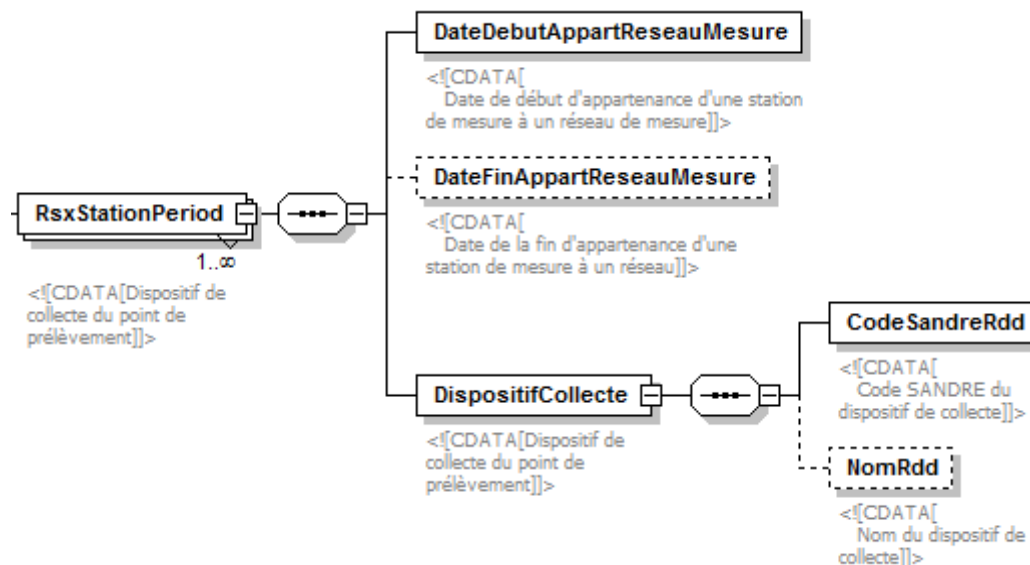 DateDebutAppartReseauMesure
<![CDATA[
Date de début d'appartenance d'une station
de mesure à un réseau de mesure]]>
DateFinAppartReseauMesure
<![CDATA[
Date de la fin d'appartenance d'une
station de mesure à un réseau]]>
RsxStationPeriod
1..∞
<![CDATA[Dispositif de
collecte du point de
prélèvement]]>
DispositifCollecte
<![CDATA[Dispositif de
collecte du point de
prélèvement]]>
CodeSandreRdd
<![CDATA[
Code SANDRE du
dispositif de collecte]]>
NomRdd
<![CDATA[
Nom du dispositif de
collecte]]>